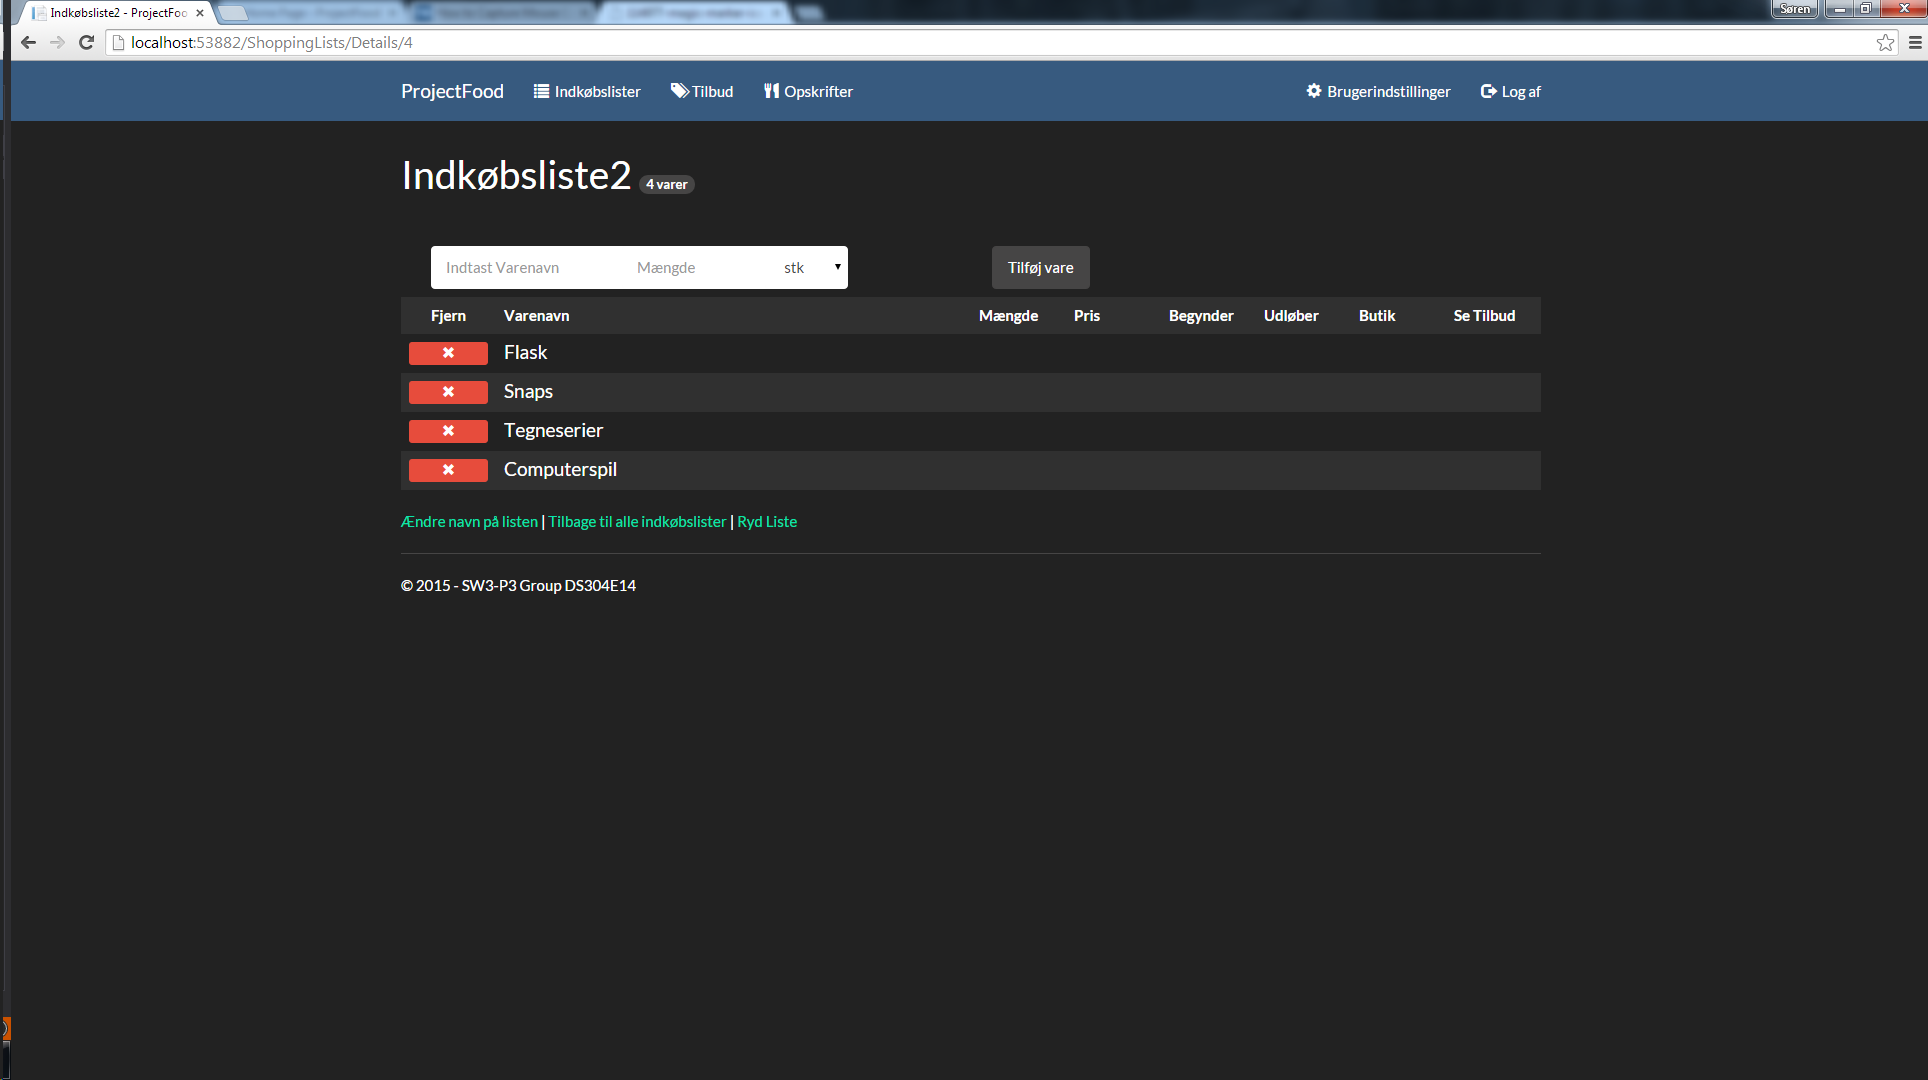 Indkøbsliste2 - ProjectFoo
Søren
localhost:53882/ShoppingLists/Details/4
ProjectFood Indkøbslister Tilbud Opskrifter Brugerindstillinger Log af
Indkøbsliste2 4 varer
Indtast Varenavn Mængde stk Tilføj vare
Fjern Varenavn Mængde Pris Begynder Udløber Butik Se Tilbud
Flask
Snaps
Tegneserier
Computerspil
Ændre navn på listen | Tilbage til alle indkøbslister | Ryd Liste
© 2015 - SW3-P3 Group DS304E14